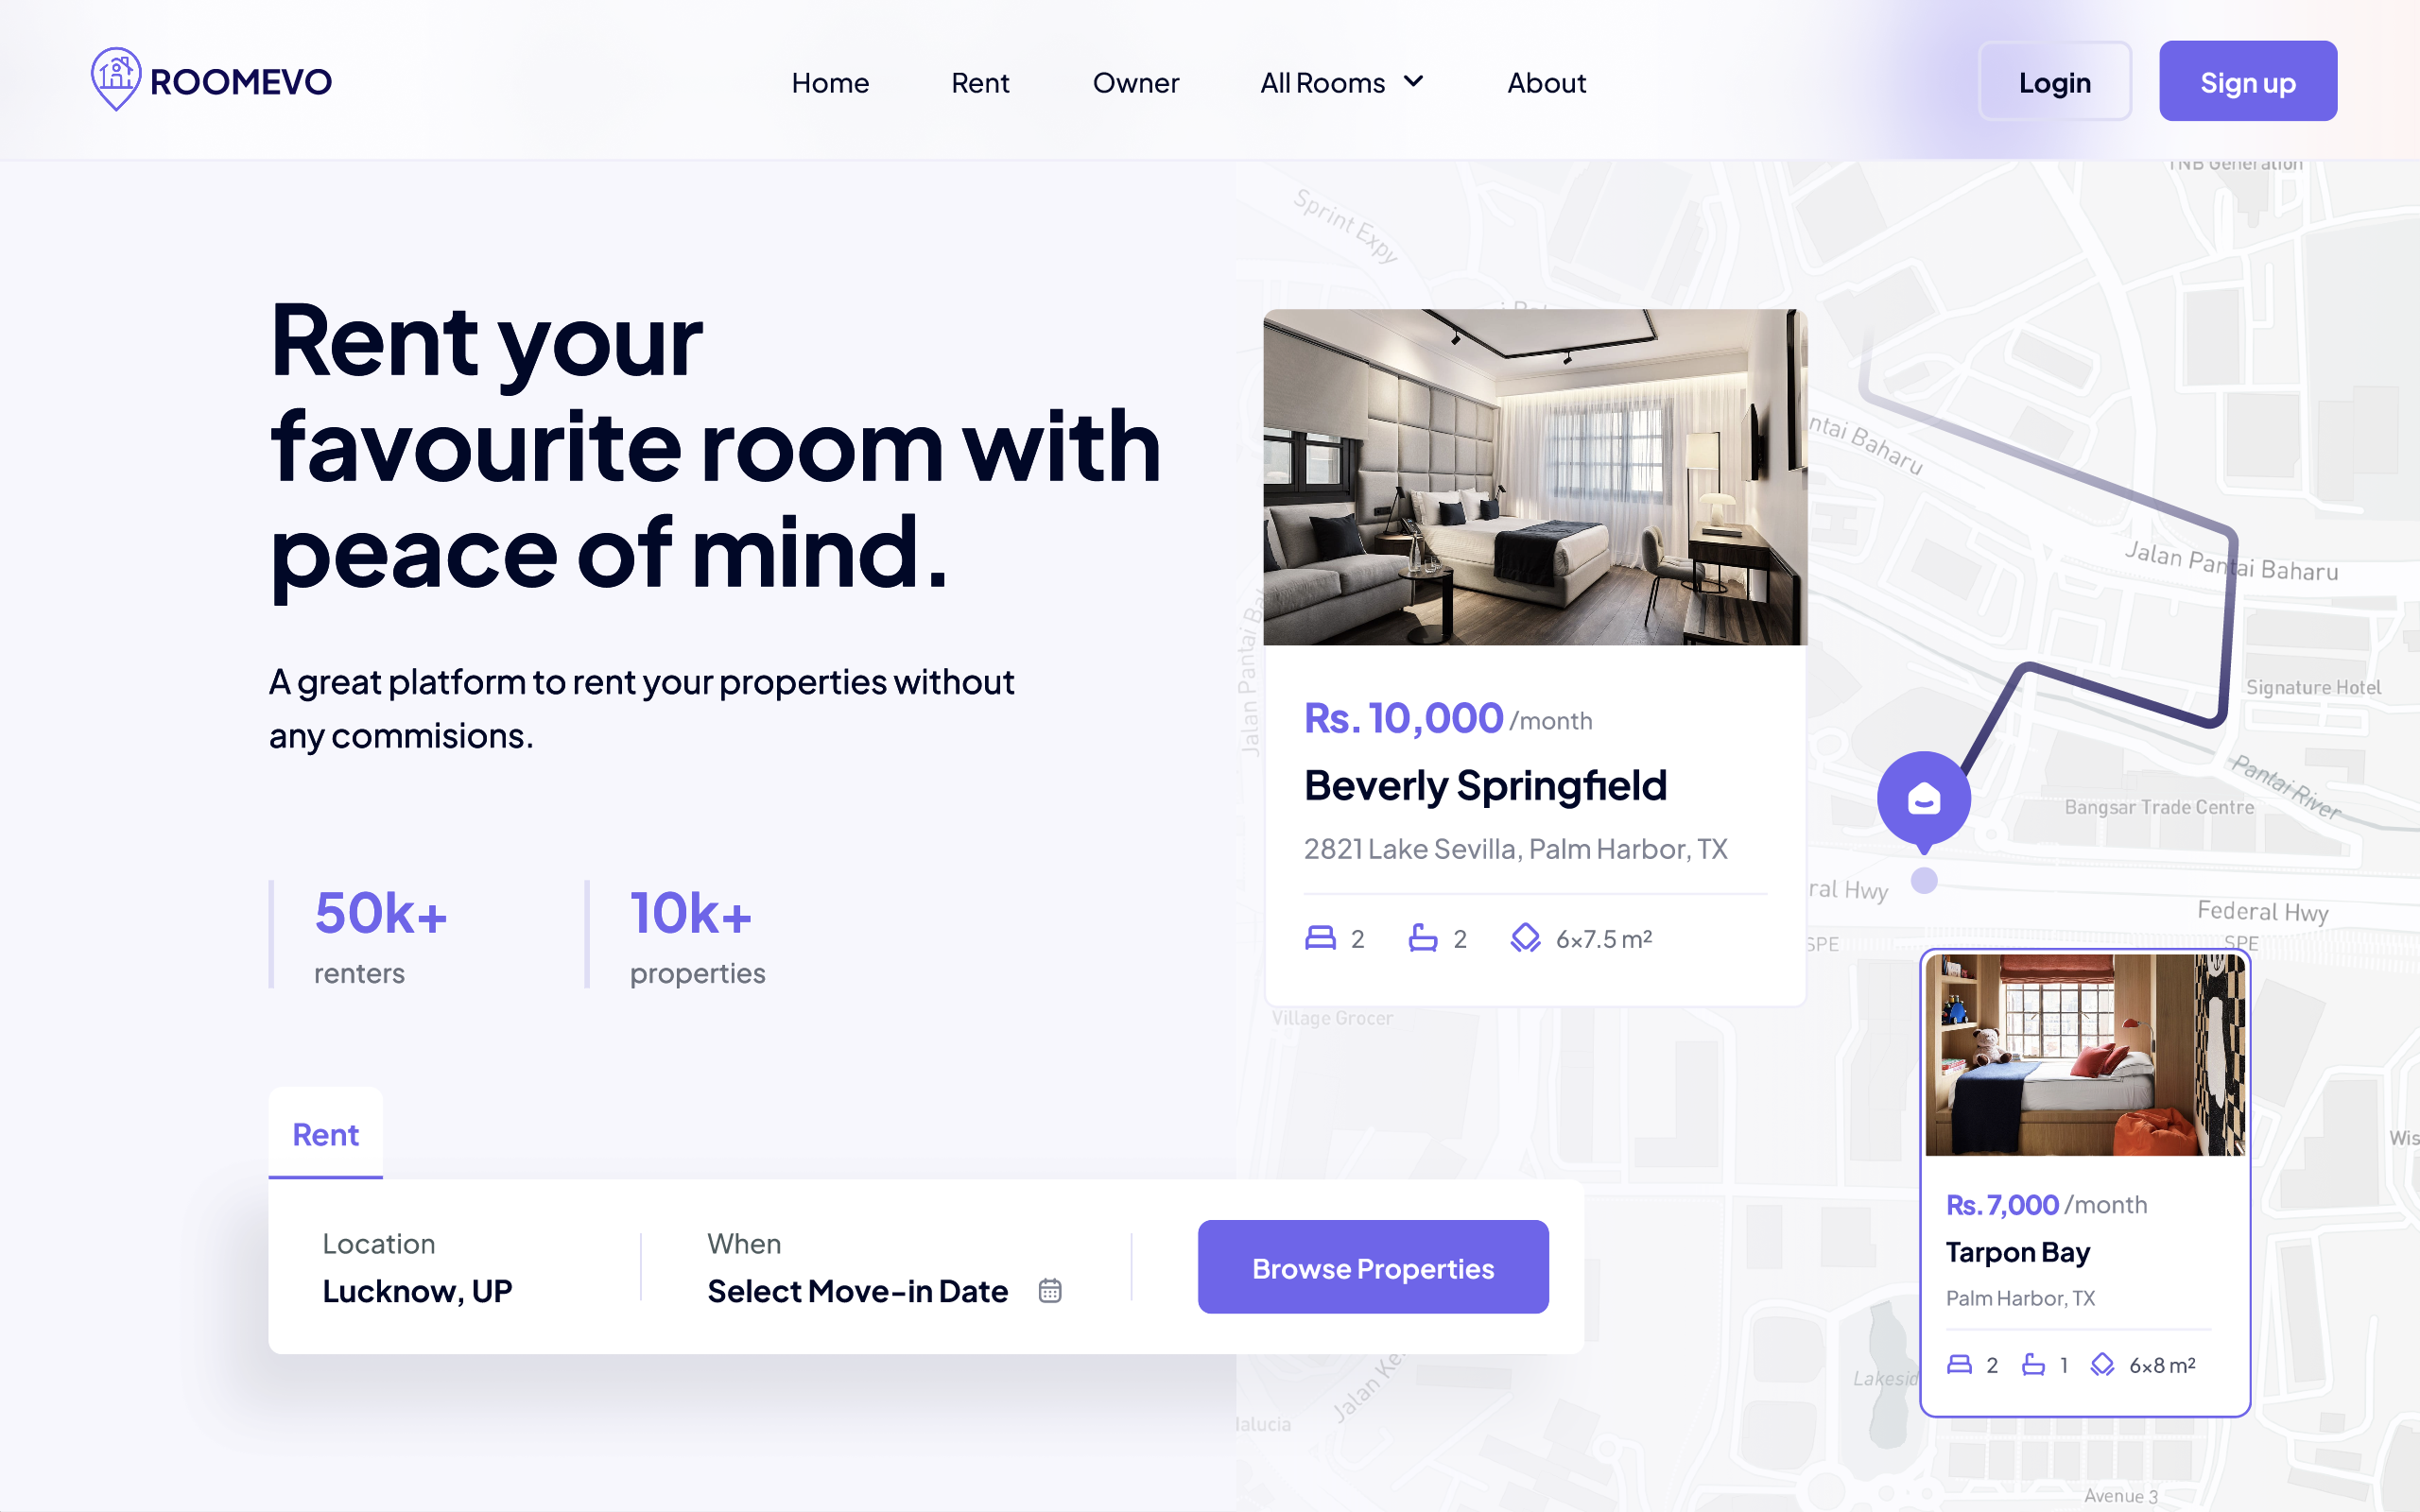 ROOMEVO
Home
Rent
Owner
All Rooms
About
Login
Sign up
TNB Generation
Sprint Expy
Rent your
favourite room with
peace of mind.
A great platform to rent your properties without
any commisions.
50k+
renters
10k+
properties
Rent
Location
Lucknow, UP
When
Select Move-in Date
Browse Properties
Rs. 10,000 /month
Beverly Springfield
2821 Lake Sevilla, Palm Harbor, TX
2
2
6x7.5 m²
ntai Baharu
Jalan Pantai Baharu
Jalan Pantai Ba
Signature Hotel
Pantai River
Bangsar Trade Centre
ral Hwy
Federal Hwy
SPE
SPE
Village Grocer
Rs. 7,000 /month
Tarpon Bay
Palm Harbor, TX
2
1
6x8 m²
Wis
Lakesid
Jalan Ke
lalucia
Avenue 3